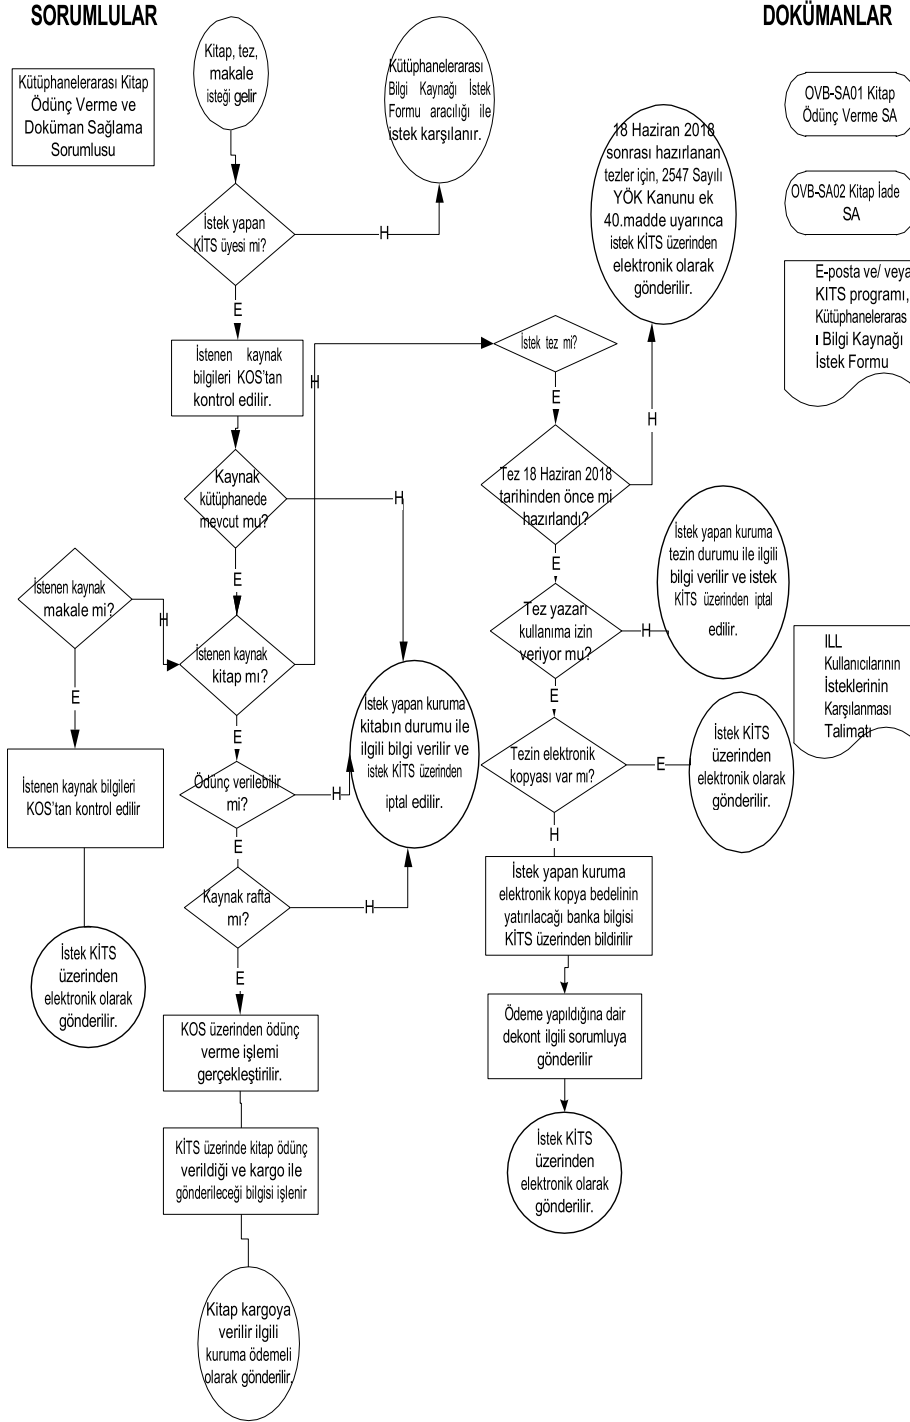 SORUMLULAR
DOKÜMANLAR
Kütüphanelerarası Kitap
Ödünç Verme ve
Doküman Sağlama
Sorumlusu
Kitap, tez,
makale
isteği gelir
Kütüphanelerarası
Bilgi Kaynağı İstek
Formu aracılığı ile
istek karşılanır.
İstek yapan
KİTS üyesi mi?
H
E
İstenen kaynak
bilgileri KOS'tan
kontrol edilir.
Kaynak
kütüphanede
mevcut mu?
H
E
İstenen kaynak
makale mi?
H
E
İstenen kaynak bilgileri
KOS'tan kontrol edilir
İstek KİTS
üzerinden
elektronik olarak
gönderilir.
İstenen kaynak
kitap mı?
H
E
Ödünç verilebilir
mi?
H
E
İstek yapan kuruma
kitabın durumu ile
ilgili bilgi verilir ve
istek KİTS üzerinden
iptal edilir.
Kaynak rafta
mı?
H
E
KOS üzerinden ödünç
verme işlemi
gerçekleştirilir.
KİTS üzerinde kitap ödünç
verildiği ve kargo ile
gönderileceği bilgisi işlenir
Kitap kargoya
verilir ilgili
kuruma ödemeli
olarak gönderilir.
İstek tez mi?
E
Tez 18 Haziran 2018
tarihinden önce mi
hazırlandı?
H
E
18 Haziran 2018
sonrası hazırlanan
tezler için, 2547 Sayılı
YÖK Kanunu ek
40.madde uyarınca
istek KİTS üzerinden
elektronik olarak
gönderilir.
Tez yazarı
kullanıma izin
veriyor mu?
H
E
İstek yapan kuruma
tezin durumu ile ilgili
bilgi verilir ve istek
KİTS üzerinden iptal
edilir.
Tezin elektronik
kopyası var mı?
E
H
İstek KİTS
üzerinden
elektronik olarak
gönderilir.
İstek yapan kuruma
elektronik kopya bedelinin
yatırılacağı banka bilgisi
KİTS üzerinden bildirilir
Ödeme yapıldığına dair
dekont ilgili sorumluya
gönderilir
İstek KİTS
üzerinden
elektronik olarak
gönderilir.
OVB-SA01 Kitap
Ödünç Verme SA
OVB-SA02 Kitap İade
SA
E-posta ve/ veya
KITS programı,
Kütüphaneleraras
ı Bilgi Kaynağı
İstek Formu
ILL
Kullanıcılarının
İsteklerinin
Karşılanması
Talimatı